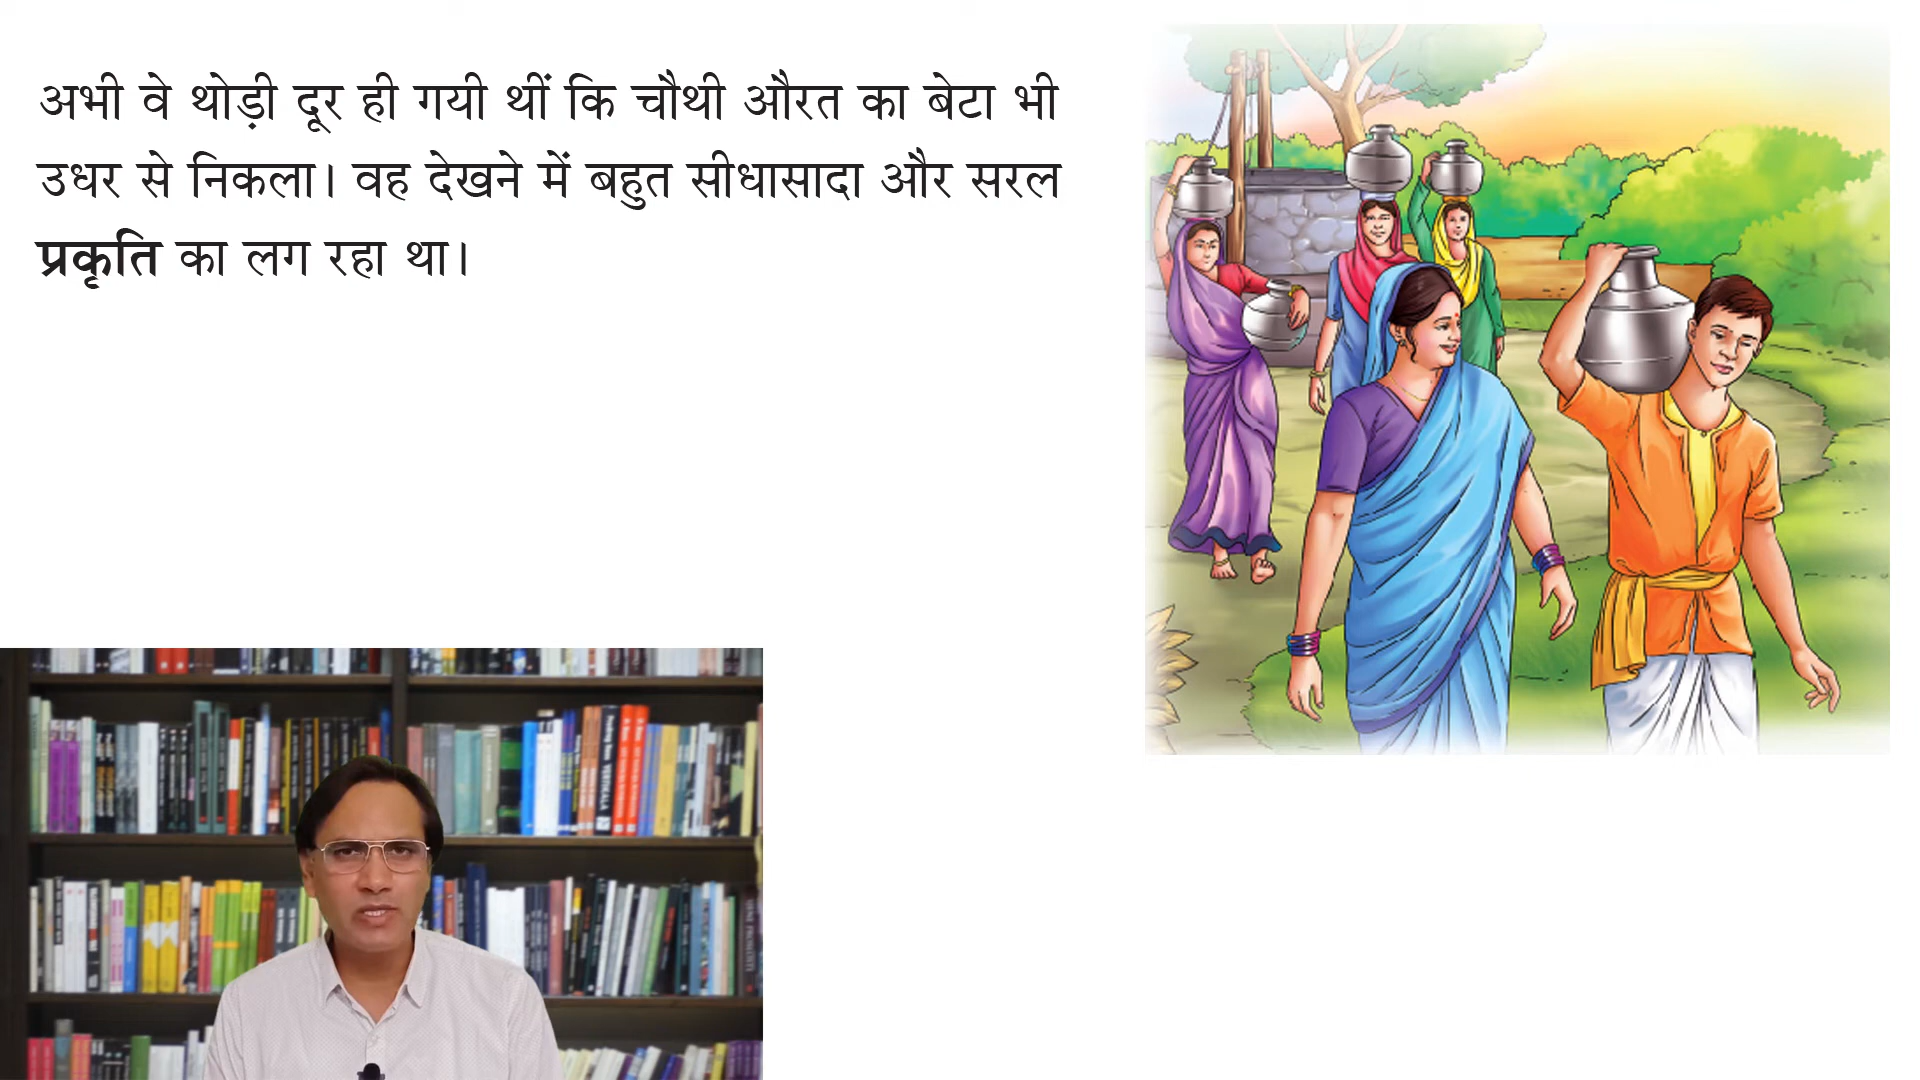 अभी वे थोड़ी दूर ही गयी थीं कि चौथी औरत का बेटा भी
उधर से निकला। वह देखने में बहुत सीधासादा और सरल
प्रकृति का लग रहा था।